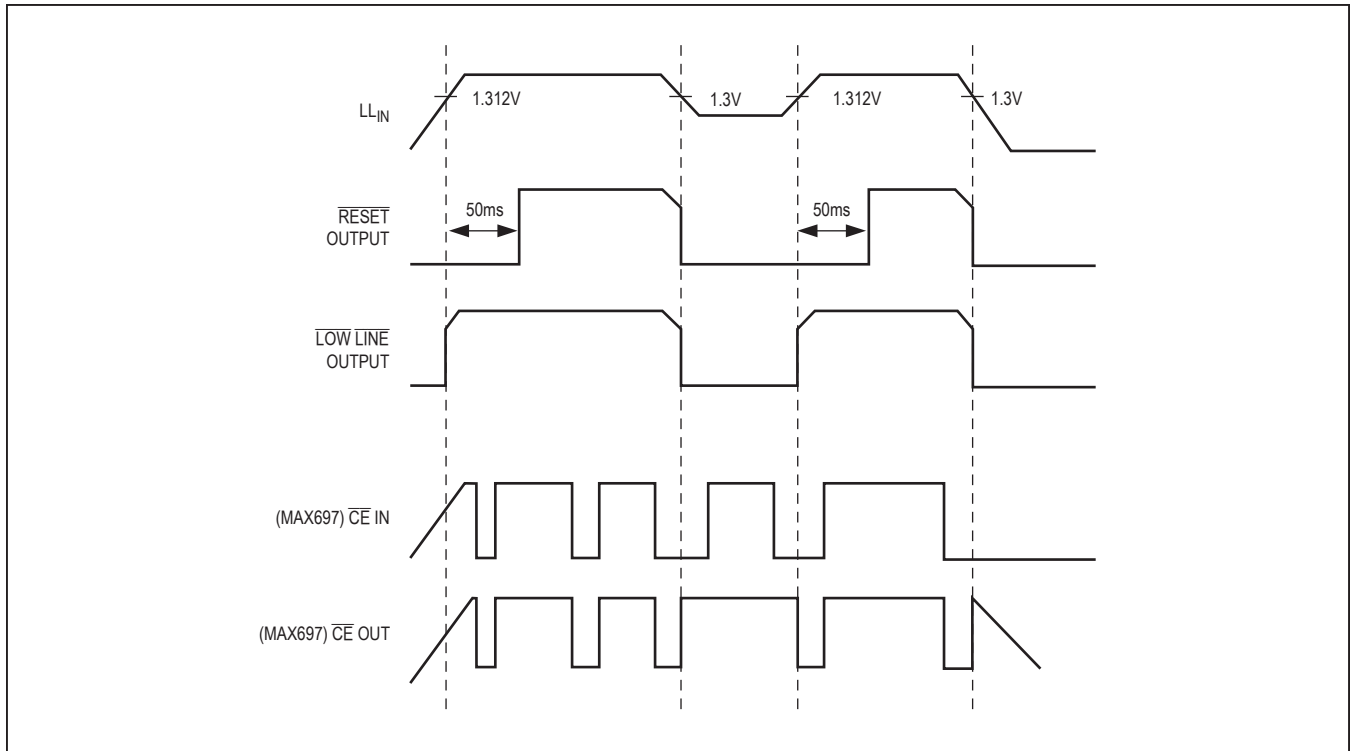 LLIN
1.312V
1.3V
1.312V
1.3V
RESET
OUTPUT
50ms
50ms
LOW LINE
OUTPUT
(MAX697) CE IN
(MAX697) CE OUT